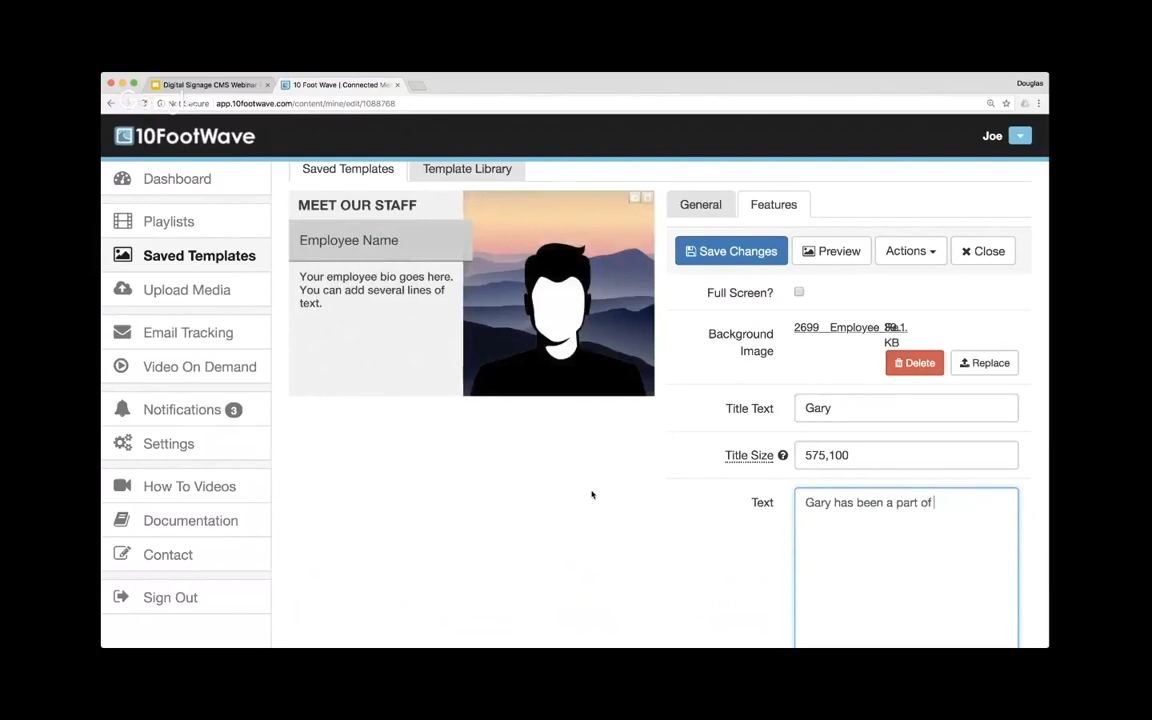 Digital Signage CMS Webinar
10 Foot Wave | Connected Me
Douglas
Not Secure
app.10footwave.com/content/mine/edit/1088768
10FootWave
Joe
Dashboard
Playlists
Saved Templates
Upload Media
Email Tracking
Video On Demand
Notifications 3
Settings
How To Videos
Documentation
Contact
Sign Out
Saved Templates
Template Library
MEET OUR STAFF
Employee Name
Your employee bio goes here.
You can add several lines of
text.
General
Features
Save Changes
Preview
Actions
Close
Full Screen?
Background
Image
2699 Employee
KB
Delete
Replace
Title Text
Gary
Title Size
575,100
Text
Gary has been a part of